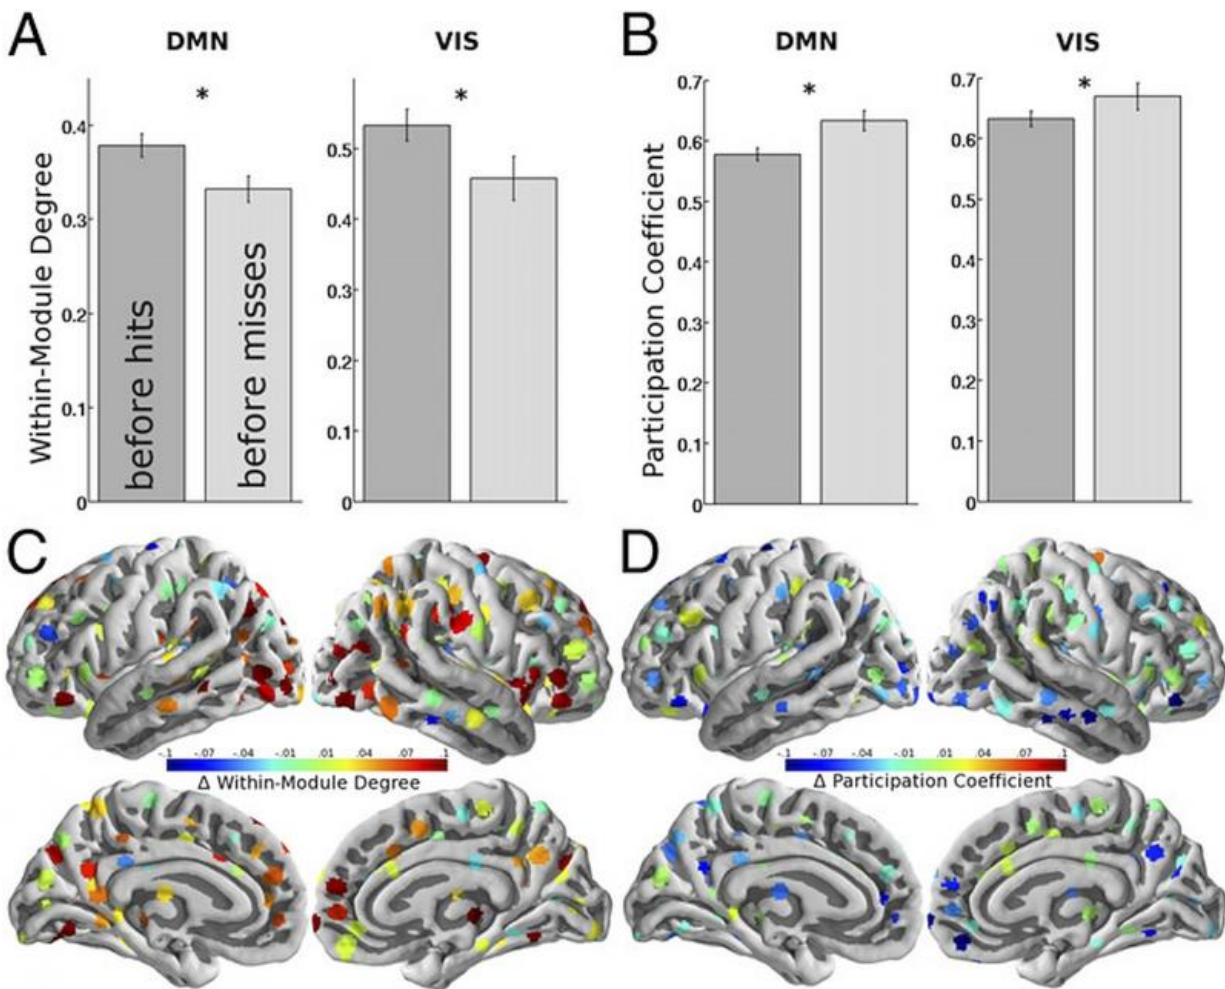 A
DMN
VIS
B
DMN
VIS
*
*
*
*
Within-Module Degree
0.4
0.3
0.2
0.1
0
before hits
before misses
0.5
0.4
0.3
0.2
0.1
0
Participation Coefficient
0.7
0.6
0.5
0.4
0.3
0.2
0.1
0
0.7
0.6
0.5
0.4
0.3
0.2
0.1
0
C
D
-.1 -.07 -.04 -.01 .01 .04 .07 .1
Δ Within-Module Degree
-.1 -.07 -.04 -.01 .01 .04 .07 .1
Δ Participation Coefficient